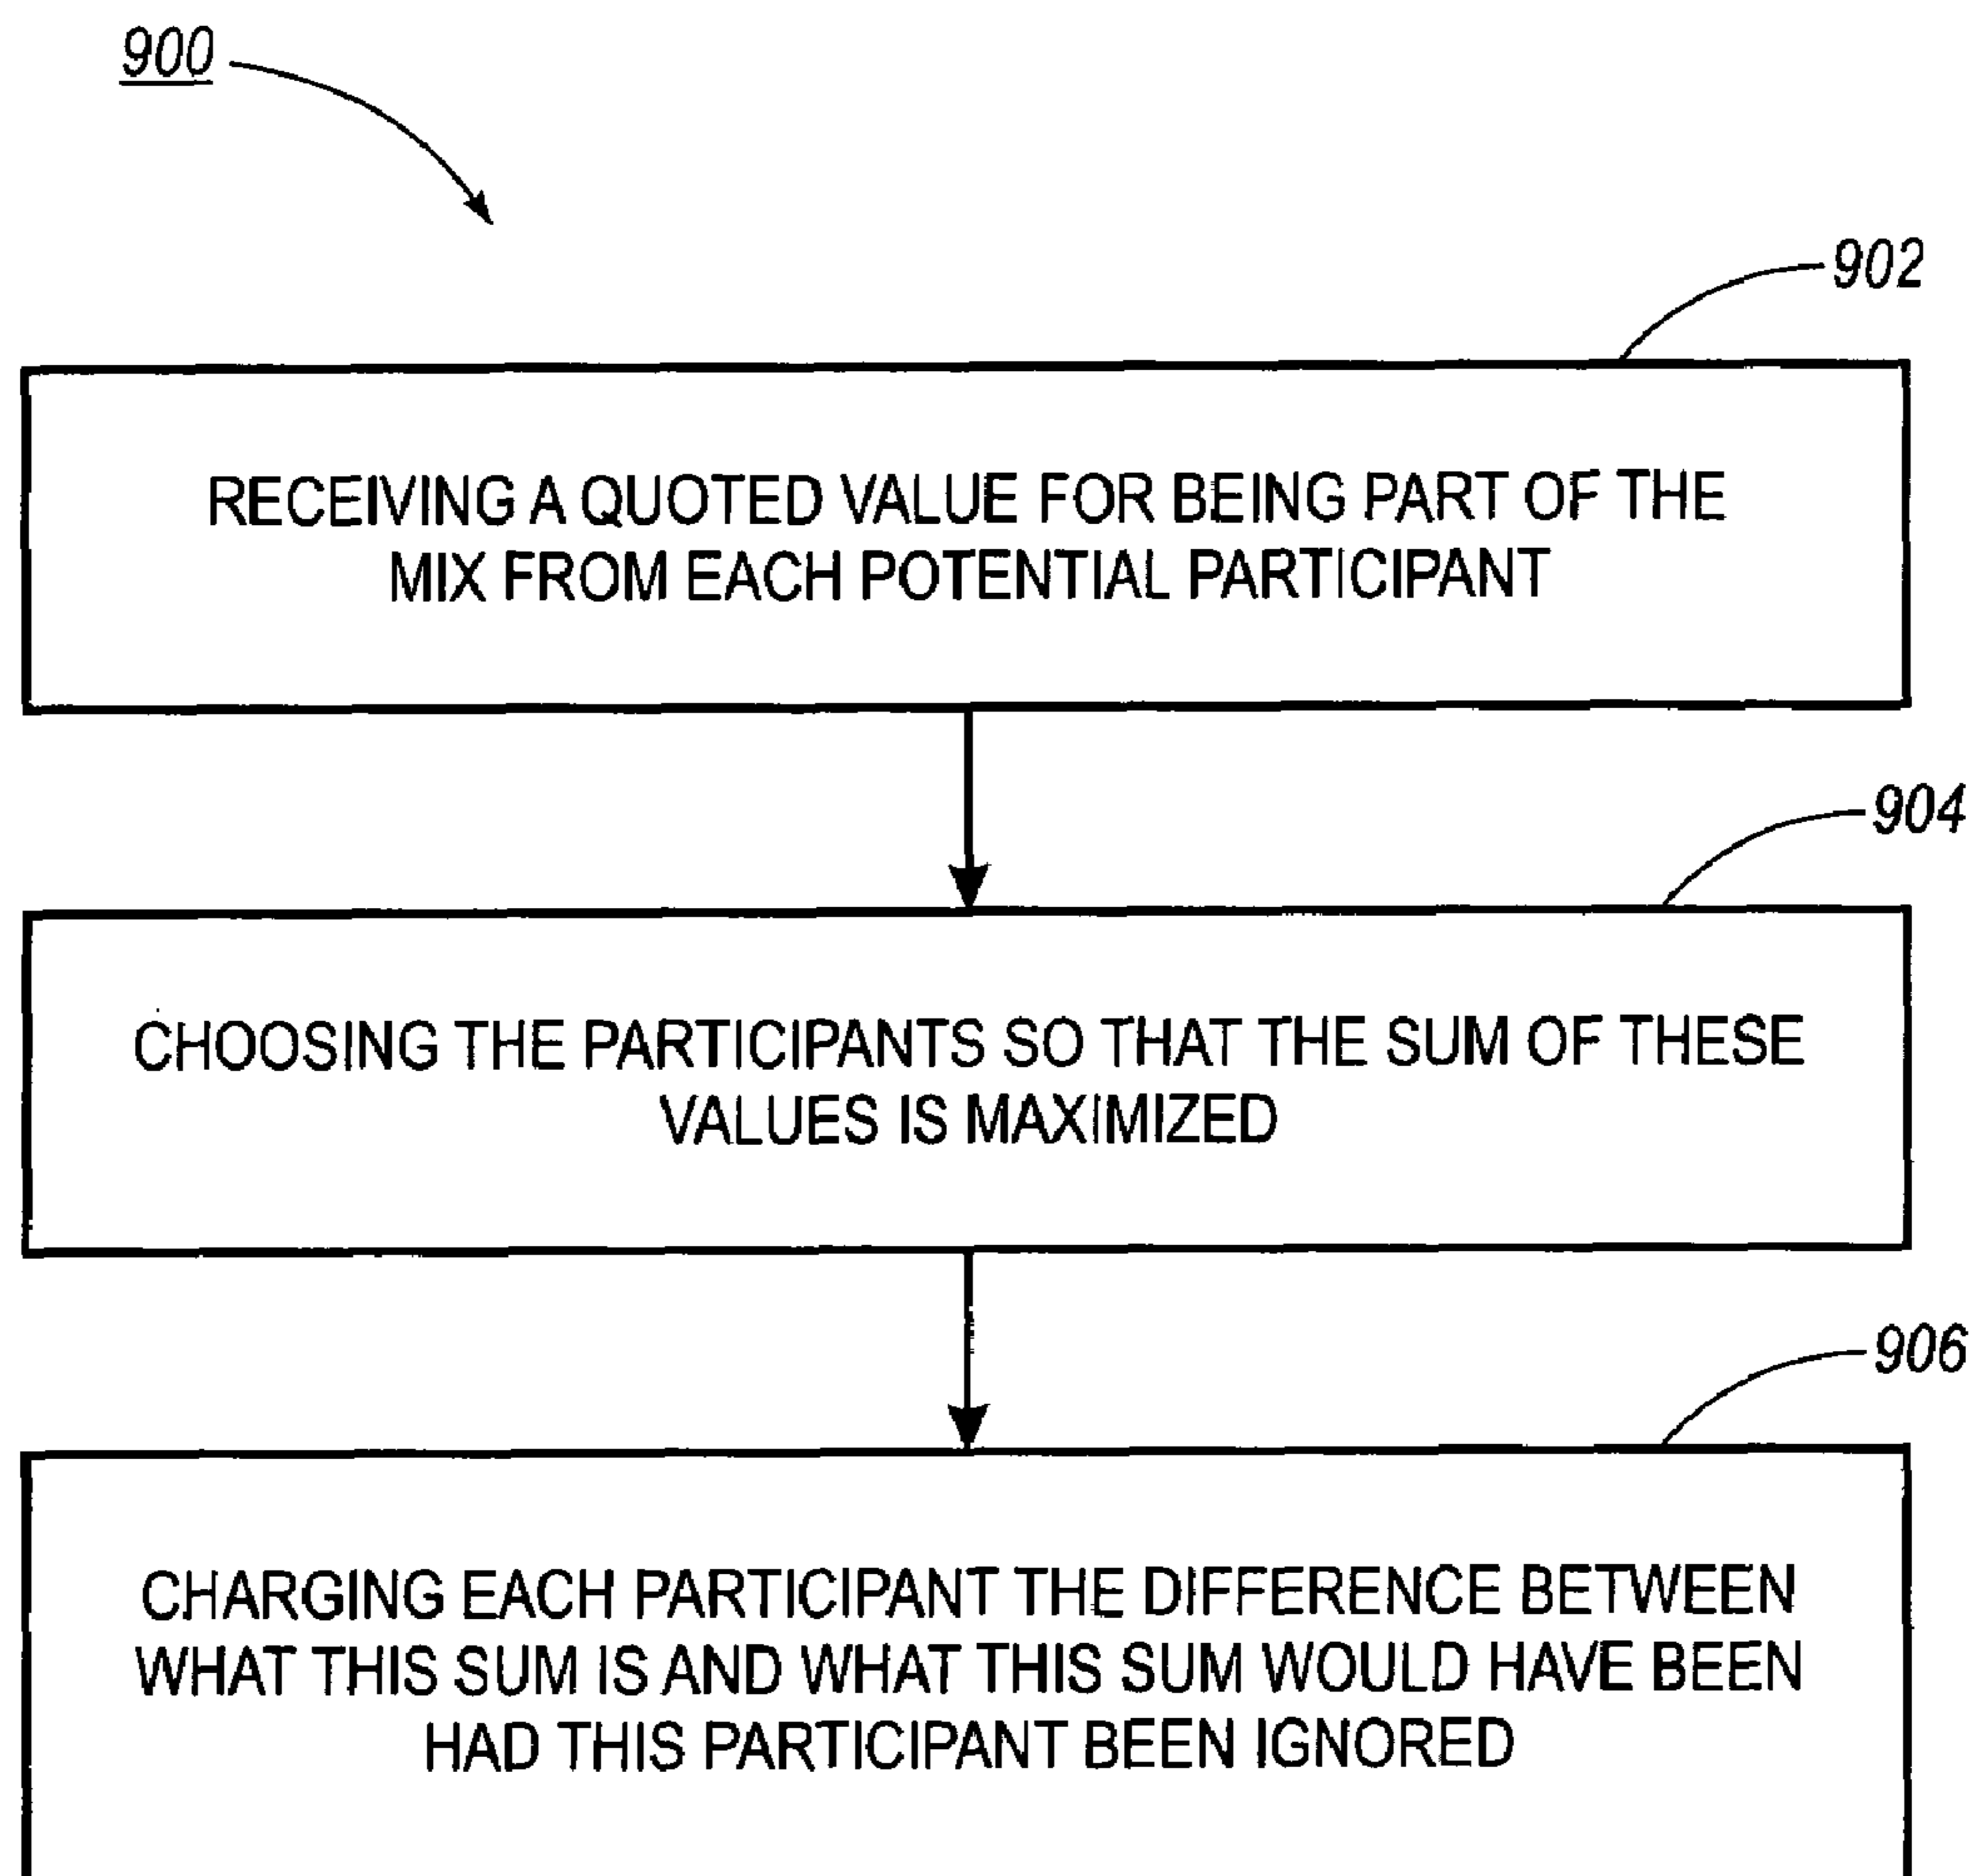 900
902
RECEIVING A QUOTED VALUE FOR BEING PART OF THE
MIX FROM EACH POTENTIAL PARTICIPANT
904
CHOOSING THE PARTICIPANTS SO THAT THE SUM OF THESE
VALUES IS MAXIMIZED
906
CHARGING EACH PARTICIPANT THE DIFFERENCE BETWEEN
WHAT THIS SUM IS AND WHAT THIS SUM WOULD HAVE BEEN
HAD THIS PARTICIPANT BEEN IGNORED